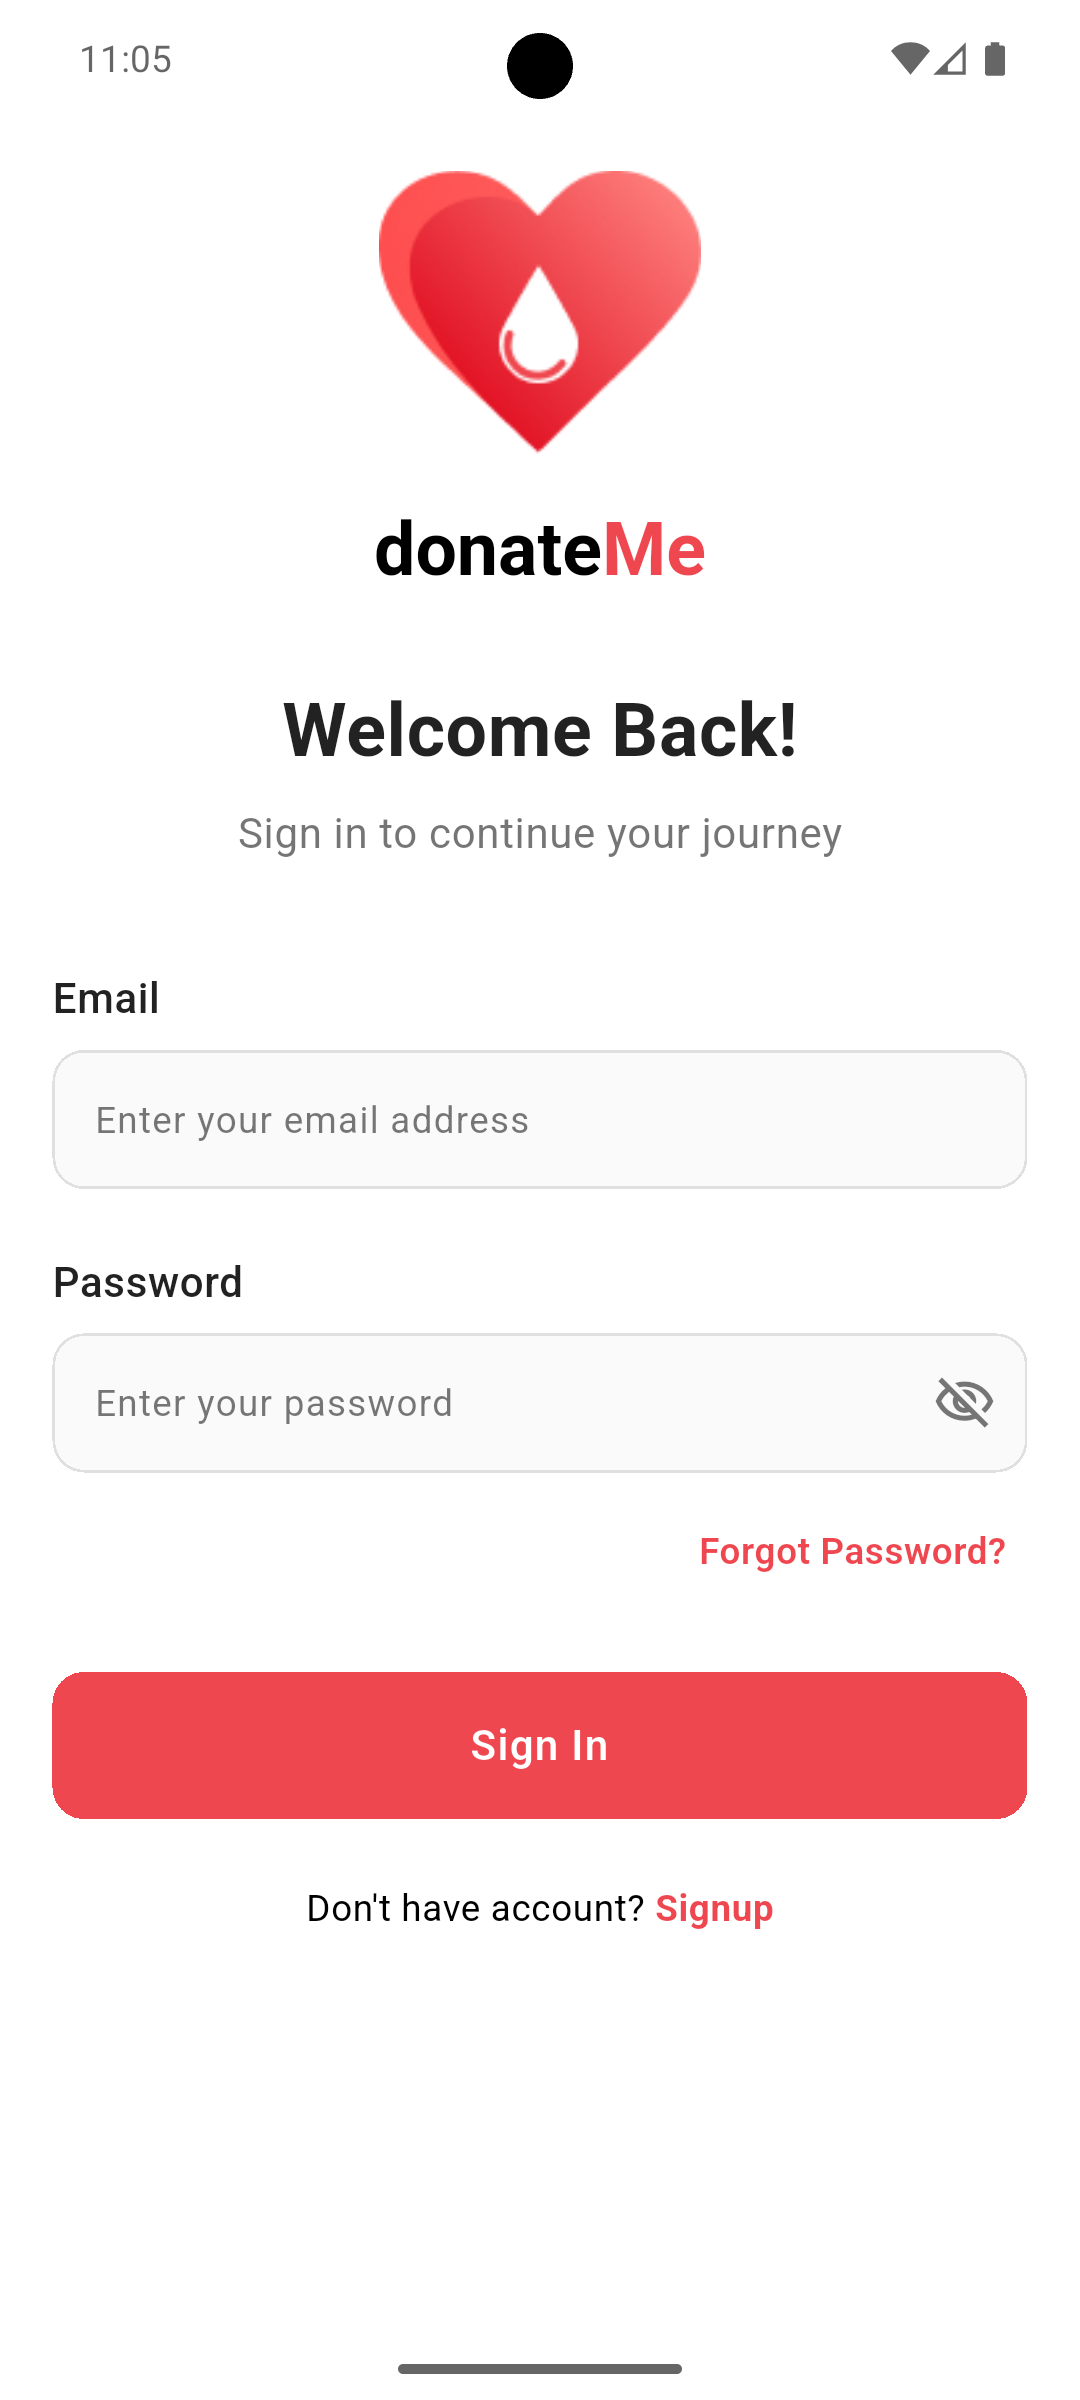 11:05
donateMe
Welcome Back!
Sign in to continue your journey
Email
Enter your email address
Password
Enter your password
Forgot Password?
Sign In
Don't have account? Signup